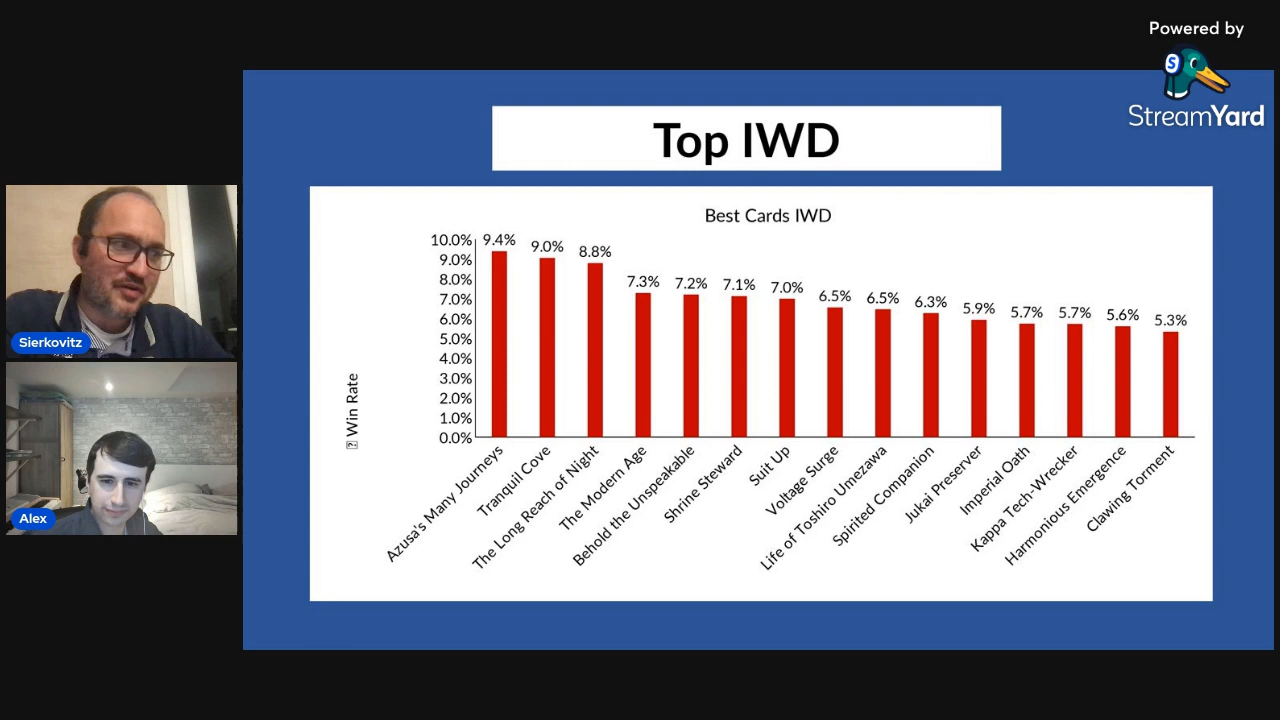 Powered by
StreamYard
Top IWD
Best Cards IWD
Win Rate
10.0%
9.0%
8.0%
7.0%
6.0%
5.0%
4.0%
3.0%
2.0%
1.0%
0.0%
9.4%
9.0%
8.8%
7.3%
7.2%
7.1%
7.0%
6.5%
6.5%
6.3%
5.9%
5.7%
5.7%
5.6%
5.3%
Azusa's Many Journeys
Tranquil Cove
The Long Reach of Night
The Modern Age
Behold the Unspeakable
Shrine Steward
Suit Up
Voltage Surge
Life of Toshiro Umezawa
Spirited Companion
Jukai Preserver
Imperial Oath
Kappa Tech-Wrecker
Harmonious Emergence
Clawing Torment
Sierkovitz
Alex